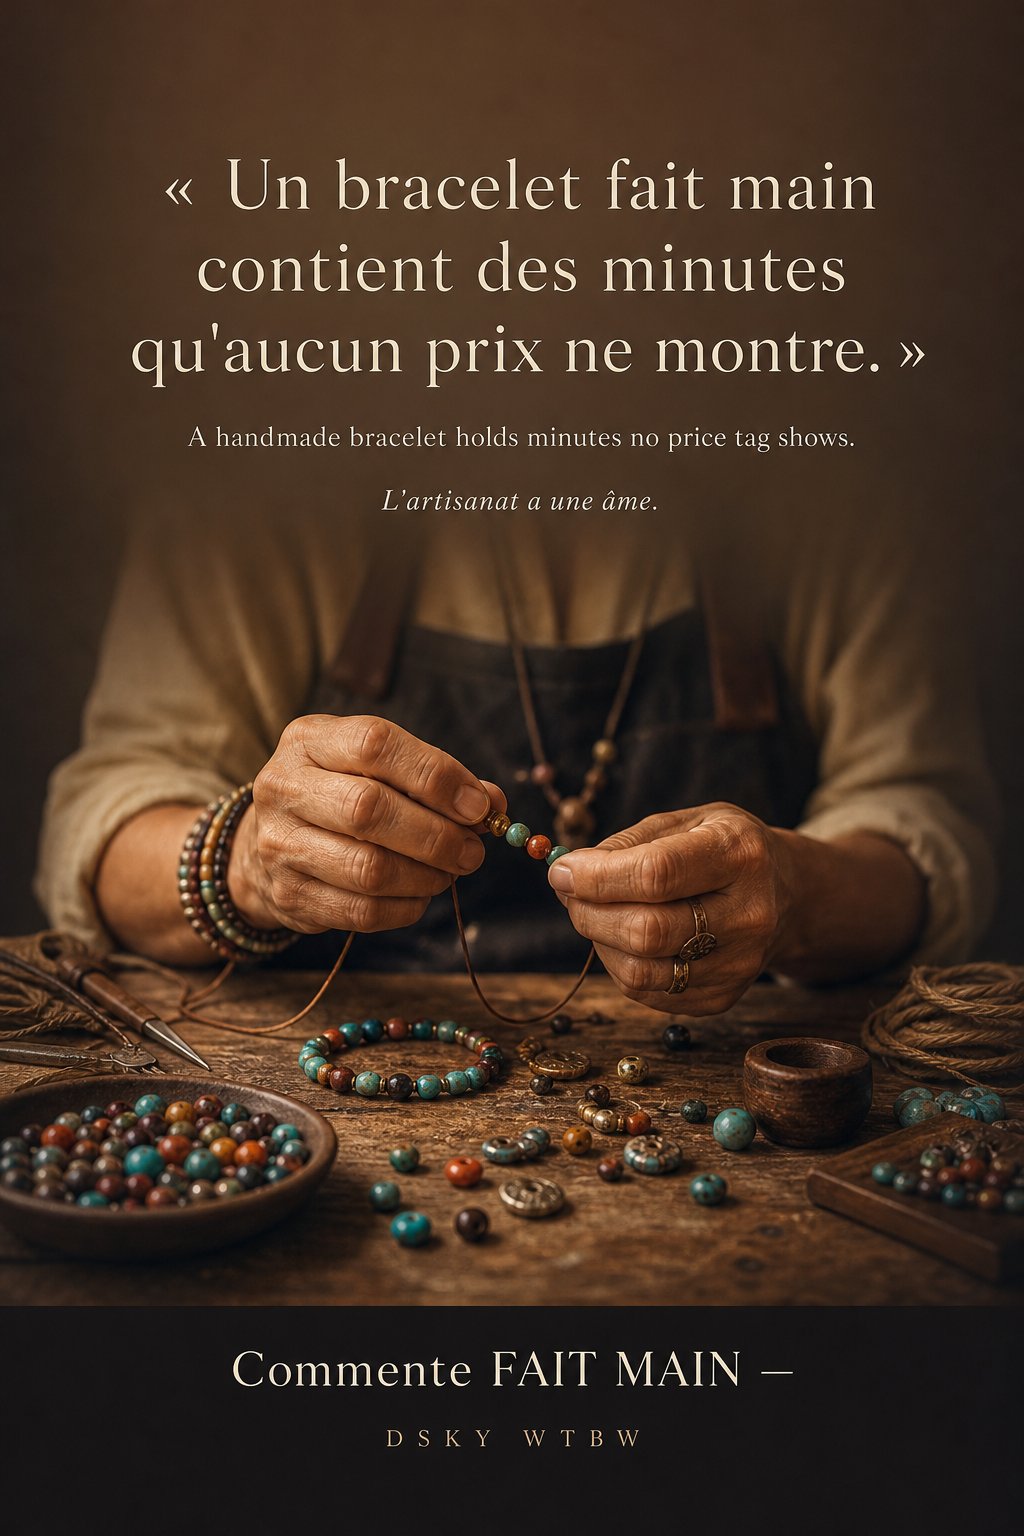 « Un bracelet fait main
contient des minutes
qu'aucun prix ne montre. »
A handmade bracelet holds minutes no price tag shows.
L’artisanat a une âme.
Commente FAIT MAIN —
DSKY WTBW